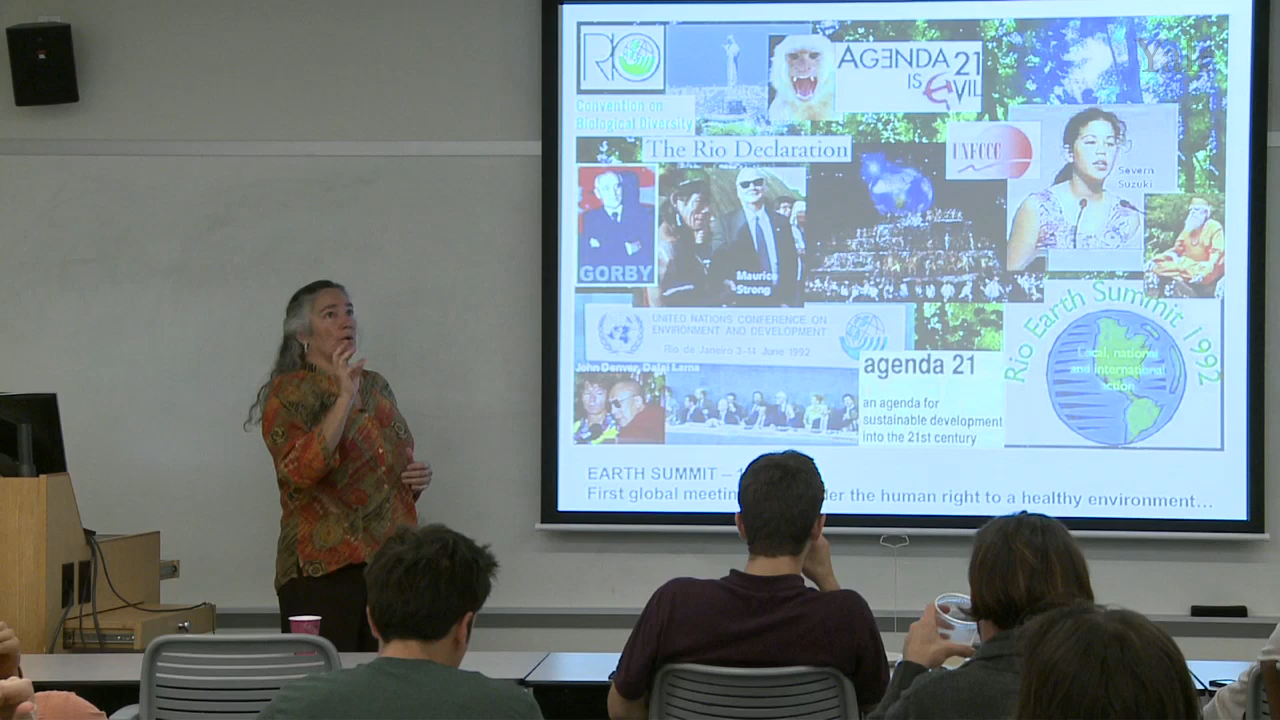 RIO
AGENDA 21
IS EVIL
Yale
Convention on
Biological Diversity
The Rio Declaration
UNFCCC
Severn
Suzuki
GORBY
Maurice
Strong
UNITED NATIONS CONFERENCE ON
ENVIRONMENT AND DEVELOPMENT
Rio de Janeiro 3-14 June 1992
Rio Earth Summit 1992
Local, national
and international
action
John Denver, Dalai Lama
agenda 21
an agenda for
sustainable development
into the 21st century
EARTH SUMMIT –
First global the human right to a healthy environment...